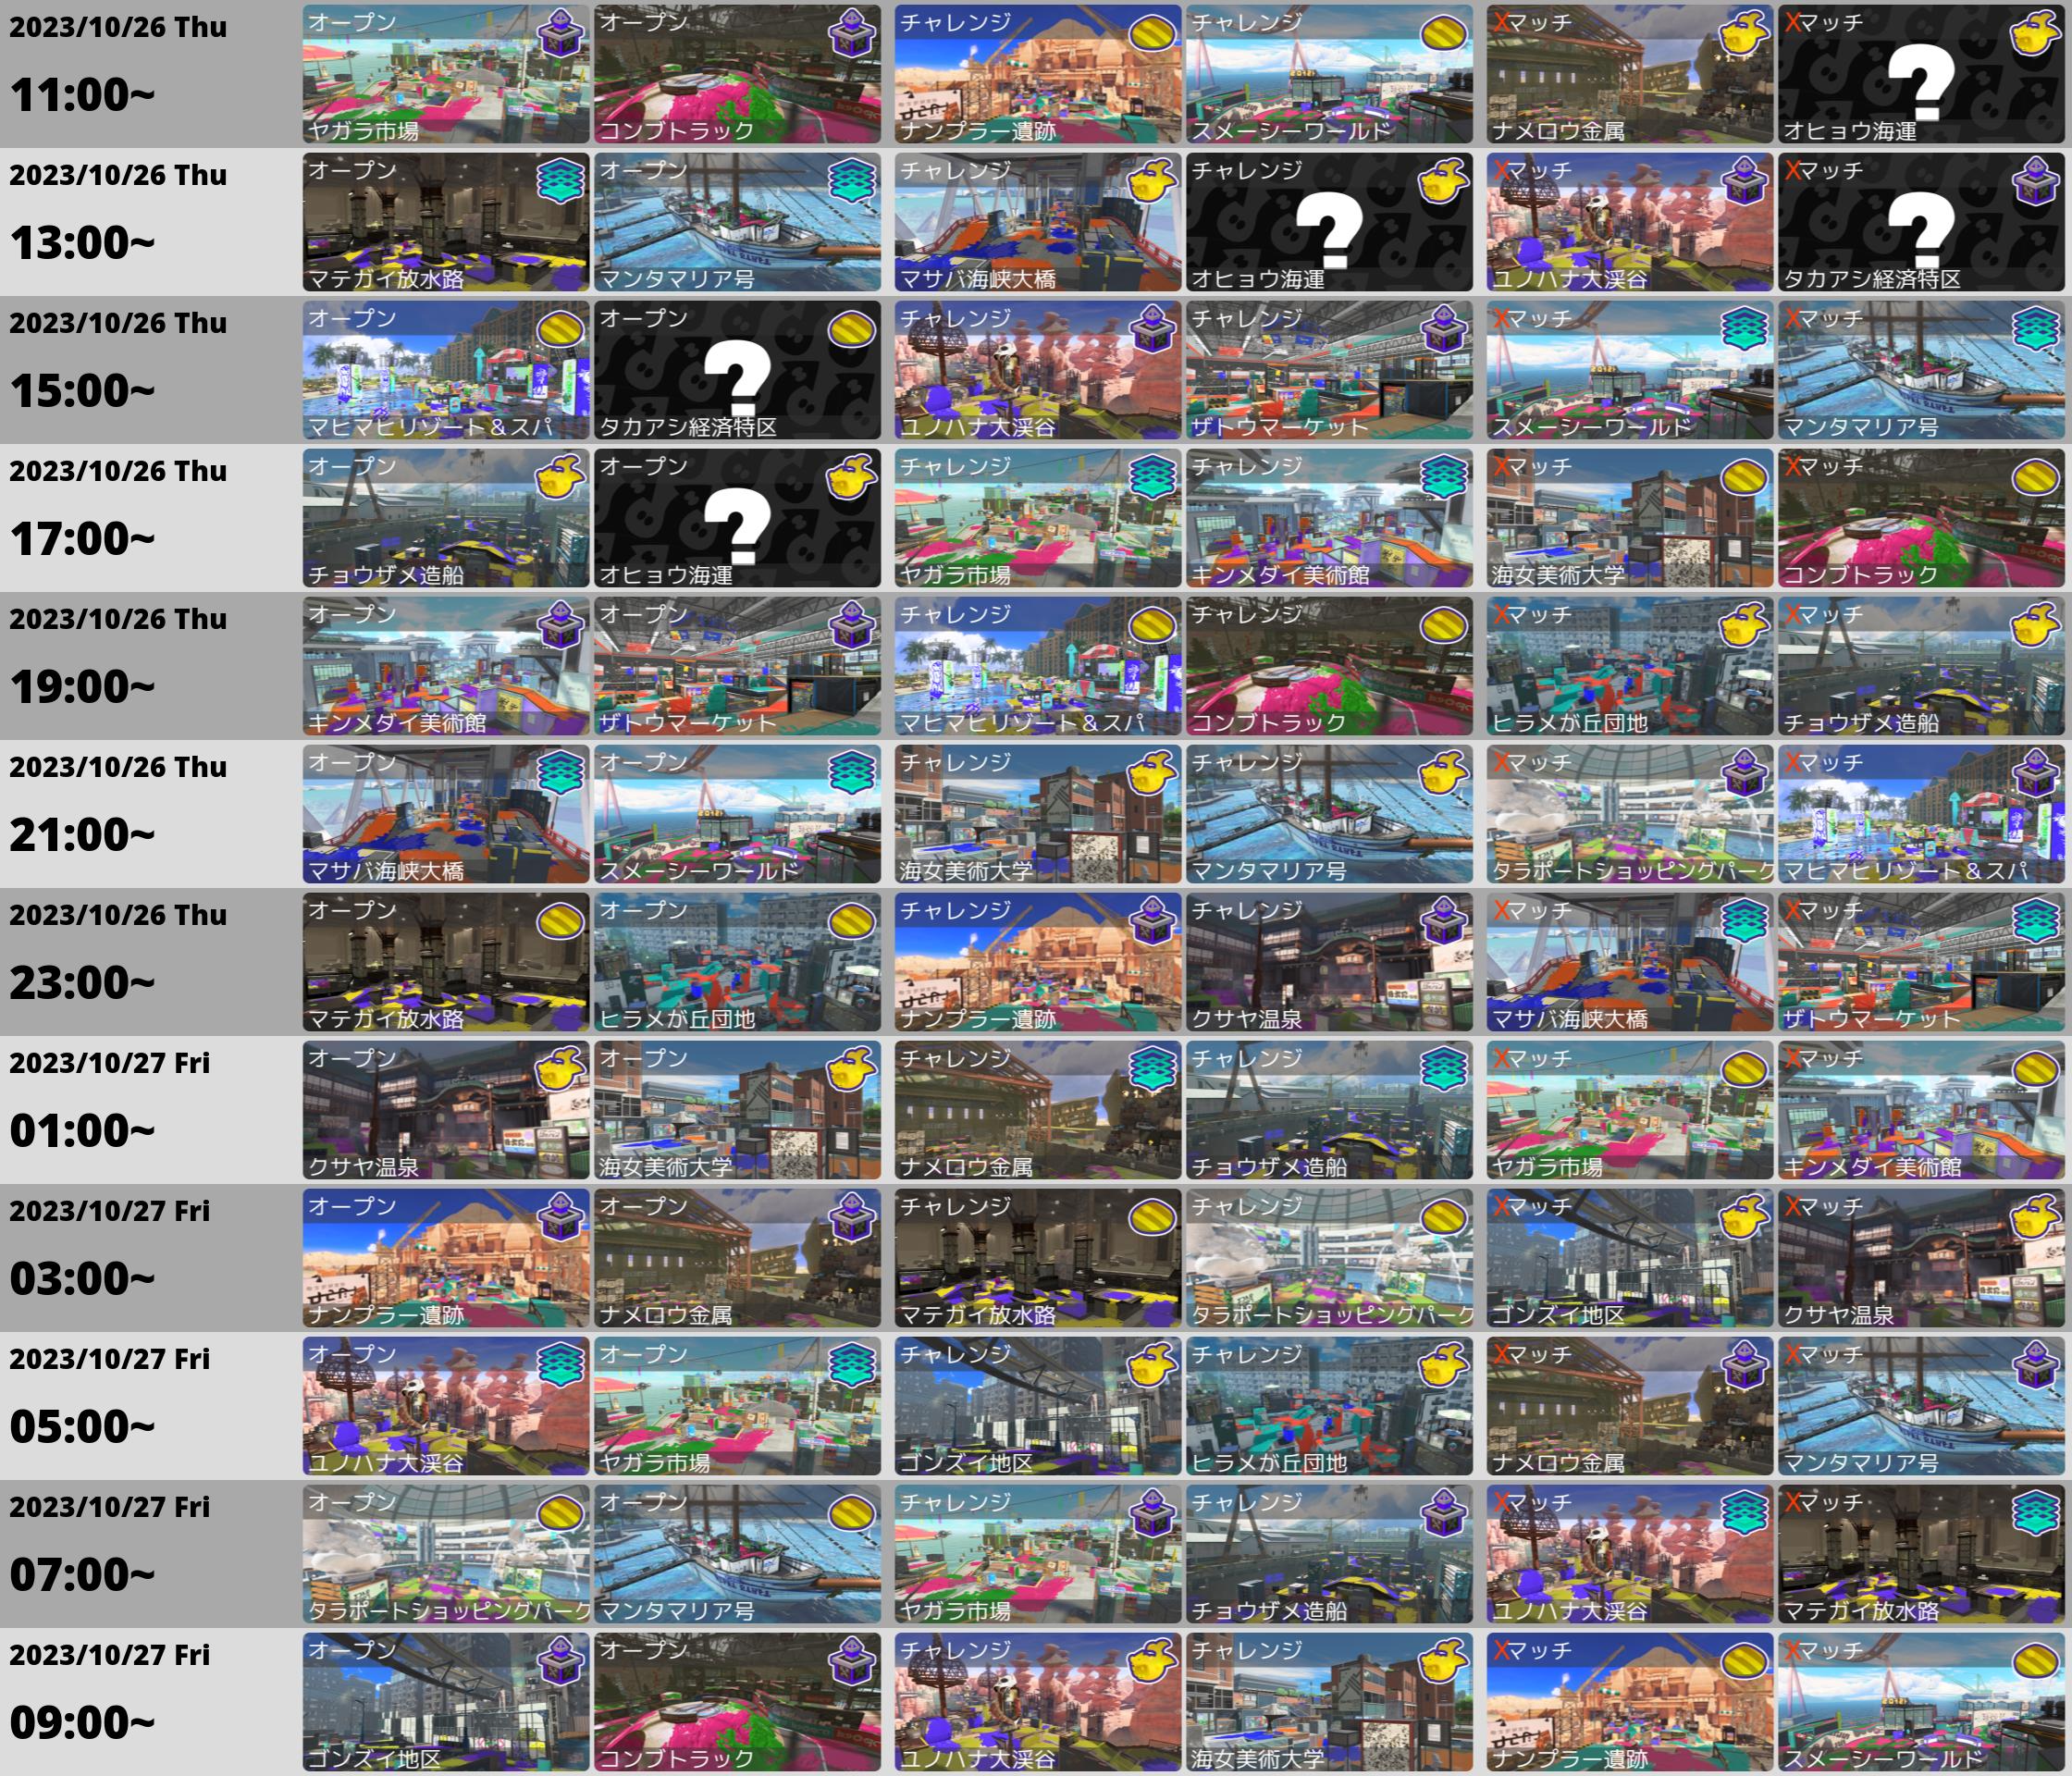 2023/10/26 Thu
11:00~
オープン
ヤガラ市場
オープン
コンブトラック
チャレンジ
ナンプラー遺跡
チャレンジ
スメーシーワールド
Xマッチ
ナメロウ金属
Xマッチ
?
オヒョウ海運
2023/10/26 Thu
13:00~
オープン
マテガイ放水路
オープン
マンタマリア号
チャレンジ
マサバ海峡大橋
チャレンジ
?
オヒョウ海運
Xマッチ
ユノハナ大渓谷
Xマッチ
?
タカアシ経済特区
2023/10/26 Thu
15:00~
オープン
マヒマヒリゾート＆スパ
オープン
?
タカアシ経済特区
チャレンジ
ユノハナ大渓谷
チャレンジ
ザトウマーケット
Xマッチ
スメーシーワールド
Xマッチ
マンタマリア号
2023/10/26 Thu
17:00~
オープン
チョウザメ造船
オープン
?
オヒョウ海運
チャレンジ
ヤガラ市場
チャレンジ
キンメダイ美術館
Xマッチ
海女美術大学
Xマッチ
コンブトラック
2023/10/26 Thu
19:00~
オープン
キンメダイ美術館
オープン
ザトウマーケット
チャレンジ
マヒマヒリゾート＆スパ
チャレンジ
コンブトラック
Xマッチ
ヒラメが丘団地
Xマッチ
チョウザメ造船
2023/10/26 Thu
21:00~
オープン
マサバ海峡大橋
オープン
スメーシーワールド
チャレンジ
海女美術大学
チャレンジ
マンタマリア号
Xマッチ
タラポートショッピングパーク
Xマッチ
マヒマヒリゾート＆スパ
2023/10/26 Thu
23:00~
オープン
マテガイ放水路
オープン
ヒラメが丘団地
チャレンジ
ナンプラー遺跡
チャレンジ
クサヤ温泉
Xマッチ
マサバ海峡大橋
Xマッチ
ザトウマーケット
2023/10/27 Fri
01:00~
オープン
クサヤ温泉
オープン
海女美術大学
チャレンジ
ナメロウ金属
チャレンジ
チョウザメ造船
Xマッチ
ヤガラ市場
Xマッチ
キンメダイ美術館
2023/10/27 Fri
03:00~
オープン
ナンプラー遺跡
オープン
ナメロウ金属
チャレンジ
マテガイ放水路
チャレンジ
タラポートショッピングパーク
Xマッチ
ゴンズイ地区
Xマッチ
クサヤ温泉
2023/10/27 Fri
05:00~
オープン
ユノハナ大渓谷
オープン
ヤガラ市場
チャレンジ
ゴンズイ地区
チャレンジ
ヒラメが丘団地
Xマッチ
ナメロウ金属
Xマッチ
マンタマリア号
2023/10/27 Fri
07:00~
オープン
タラポートショッピングパーク
オープン
マンタマリア号
チャレンジ
ヤガラ市場
チャレンジ
チョウザメ造船
Xマッチ
ユノハナ大渓谷
Xマッチ
マテガイ放水路
2023/10/27 Fri
09:00~
オープン
ゴンズイ地区
オープン
コンブトラック
チャレンジ
ユノハナ大渓谷
チャレンジ
海女美術大学
Xマッチ
ナンプラー遺跡
Xマッチ
スメーシーワールド